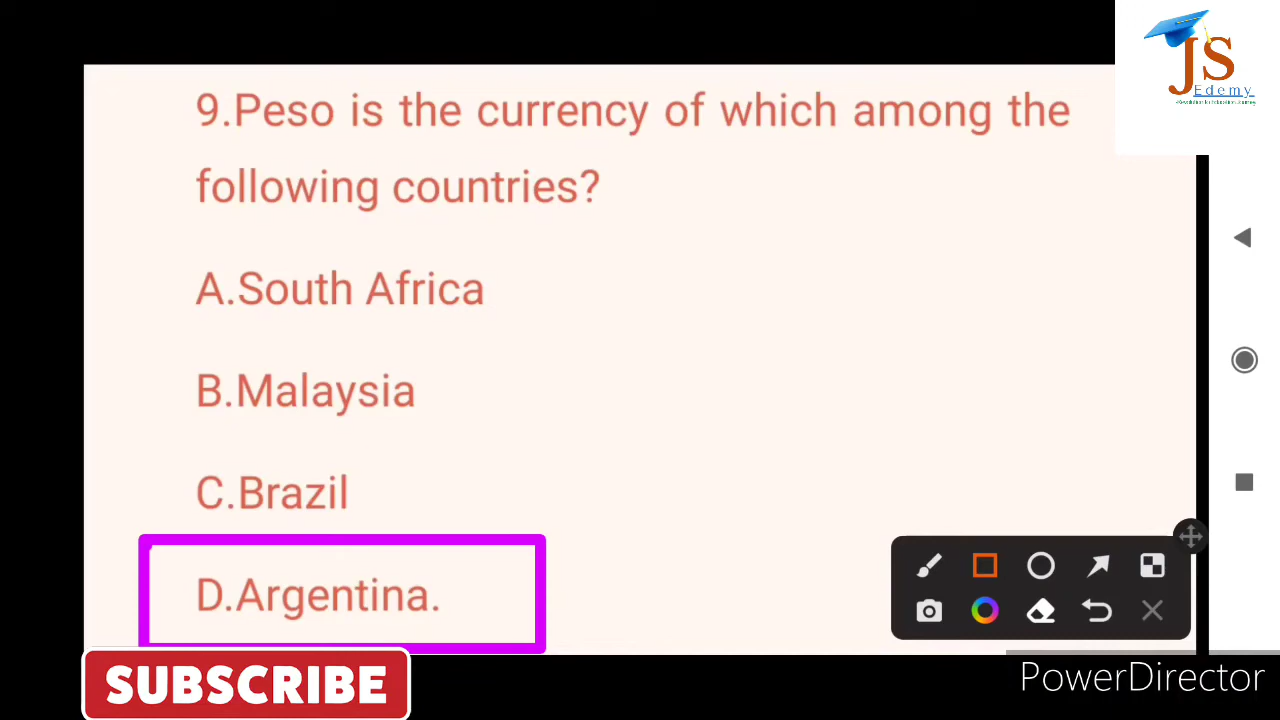 JS
Edemy
9.Peso is the currency of which among the
following countries?
A.South Africa
B.Malaysia
C.Brazil
D.Argentina.
SUBSCRIBE
PowerDirector